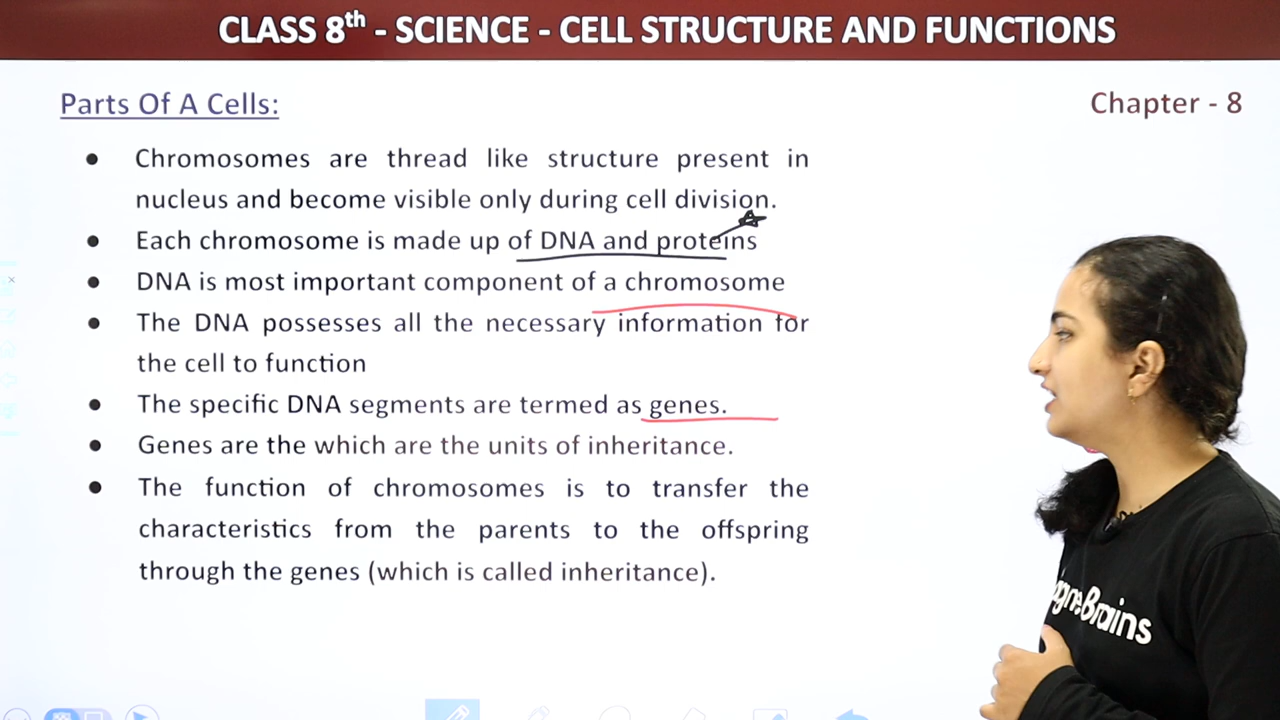 CLASS 8th - SCIENCE - CELL STRUCTURE AND FUNCTIONS
Parts Of A Cells:
Chapter - 8
● Chromosomes are thread like structure present in
nucleus and become visible only during cell division.
● Each chromosome is made up of DNA and proteins
● DNA is most important component of a chromosome
● The DNA possesses all the necessary information for
the cell to function
● The specific DNA segments are termed as genes.
● Genes are the which are the units of inheritance.
● The function of chromosomes is to transfer the
characteristics from the parents to the offspring
through the genes (which is called inheritance).
Brains